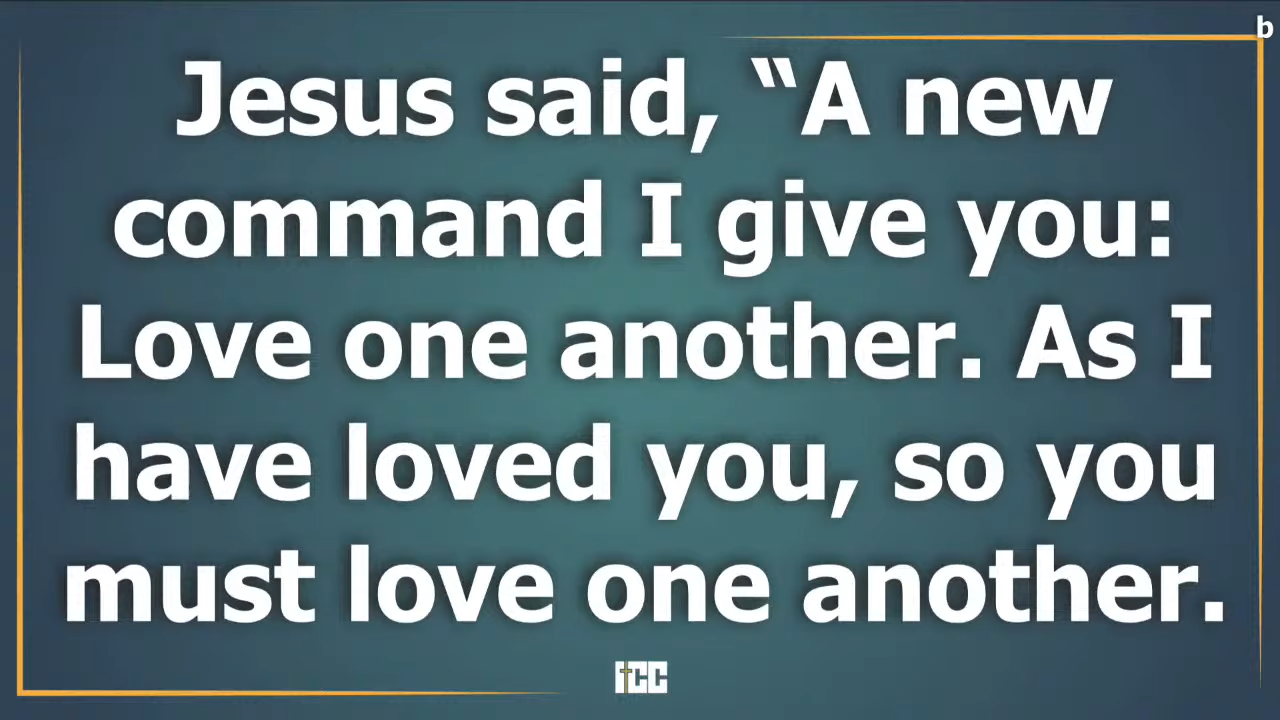 b
Jesus said, “A new
command I give you:
Love one another. As I
have loved you, so you
must love one another.
iCC